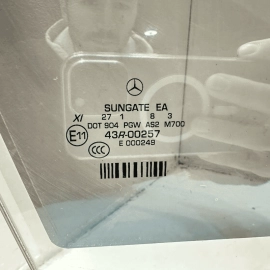 SUNGATE EA
XI 27 1 8 3
DOT 904 PGW AS2 M700
E11 43R-00257
CCC E 000249